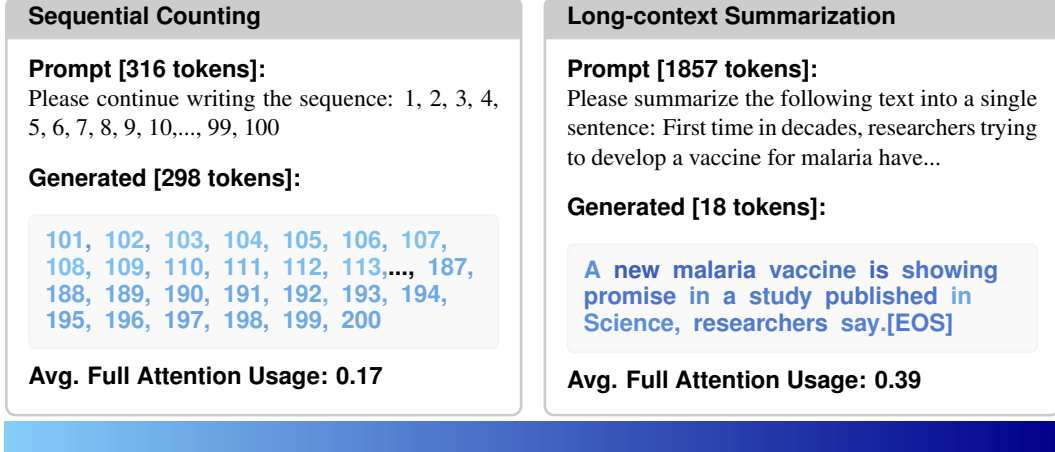 Sequential Counting
Prompt [316 tokens]:
Please continue writing the sequence: 1, 2, 3, 4,
5, 6, 7, 8, 9, 10,..., 99, 100
Generated [298 tokens]:
101, 102, 103, 104, 105, 106, 107,
108, 109, 110, 111, 112, 113,..., 187,
188, 189, 190, 191, 192, 193, 194,
195, 196, 197, 198, 199, 200
Avg. Full Attention Usage: 0.17
Long-context Summarization
Prompt [1857 tokens]:
Please summarize the following text into a single
sentence: First time in decades, researchers trying
to develop a vaccine for malaria have...
Generated [18 tokens]:
A new malaria vaccine is showing
promise in a study published in
Science, researchers say.[EOS]
Avg. Full Attention Usage: 0.39